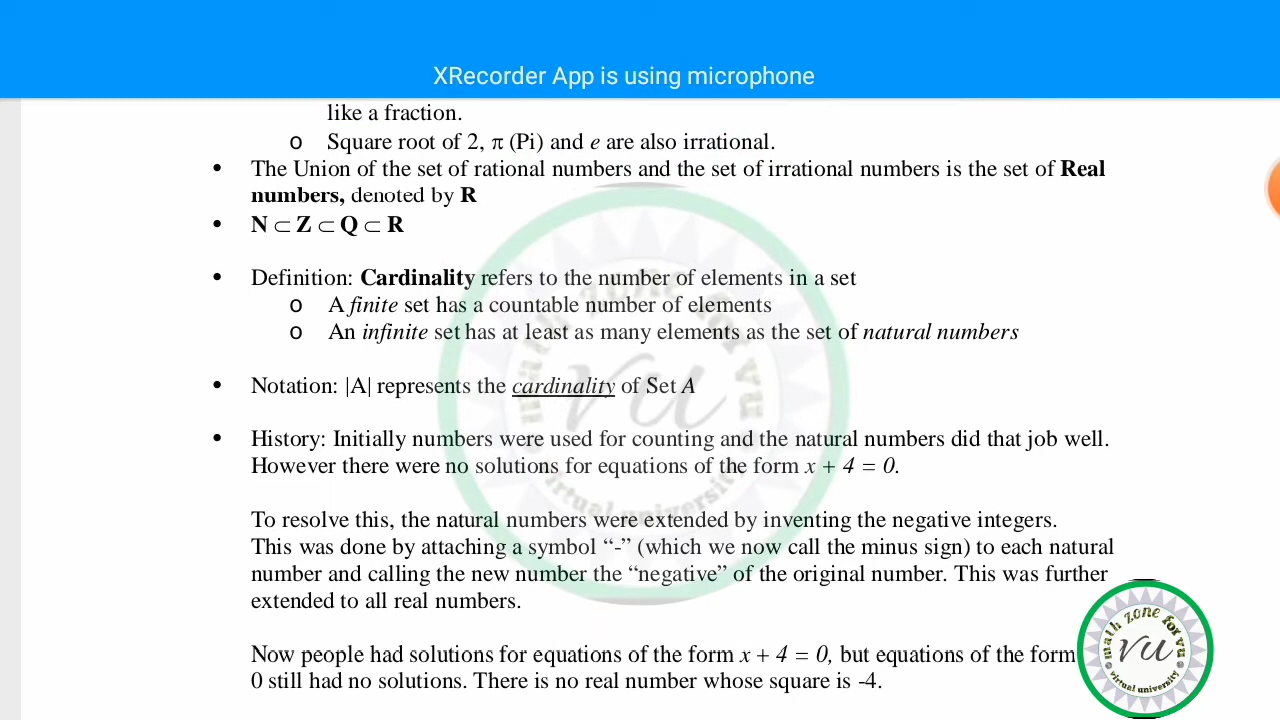 XRecorder App is using microphone
like a fraction.
o Square root of 2, π (Pi) and e are also irrational.
• The Union of the set of rational numbers and the set of irrational numbers is the set of Real
numbers, denoted by R
• N ⊂ Z ⊂ Q ⊂ R
• Definition: Cardinality refers to the number of elements in a set
o A finite set has a countable number of elements
o An infinite set has at least as many elements as the set of natural numbers
• Notation: |A| represents the cardinality of Set A
• History: Initially numbers were used for counting and the natural numbers did that job well.
However there were no solutions for equations of the form x + 4 = 0.
To resolve this, the natural numbers were extended by inventing the negative integers.
This was done by attaching a symbol “-” (which we now call the minus sign) to each natural
number and calling the new number the “negative” of the original number. This was further
extended to all real numbers.
Now people had solutions for equations of the form x + 4 = 0, but equations of the form
0 still had no solutions. There is no real number whose square is -4.
math zone for vu
vu
virtual university
math zone for vu
vu
virtual university